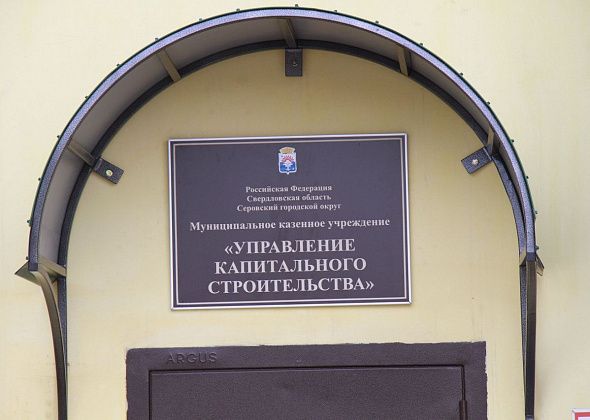 Российская Федерация
Свердловская область
Серовский городской округ
Муниципальное казенное учреждение
«УПРАВЛЕНИЕ
КАПИТАЛЬНОГО
СТРОИТЕЛЬСТВА»
ARGUS